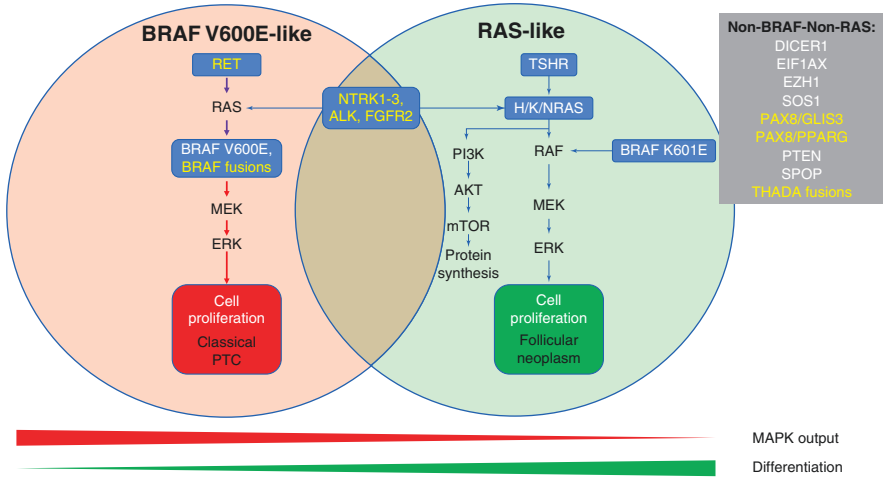 BRAF V600E-like
RET
RAS
BRAF V600E,
BRAF fusions
MEK
ERK
Cell
proliferation
Classical
PTC
NTRK1-3,
ALK, FGFR2
RAS-like
TSHR
H/K/NRAS
PI3K
AKT
mTOR
Protein
synthesis
RAF
BRAF K601E
MEK
ERK
Cell
proliferation
Follicular
neoplasm
Non-BRAF-Non-RAS:
DICER1
EIF1AX
EZH1
SOS1
PAX8/GLIS3
PAX8/PPARG
PTEN
SPOP
THADA fusions
MAPK output
Differentiation